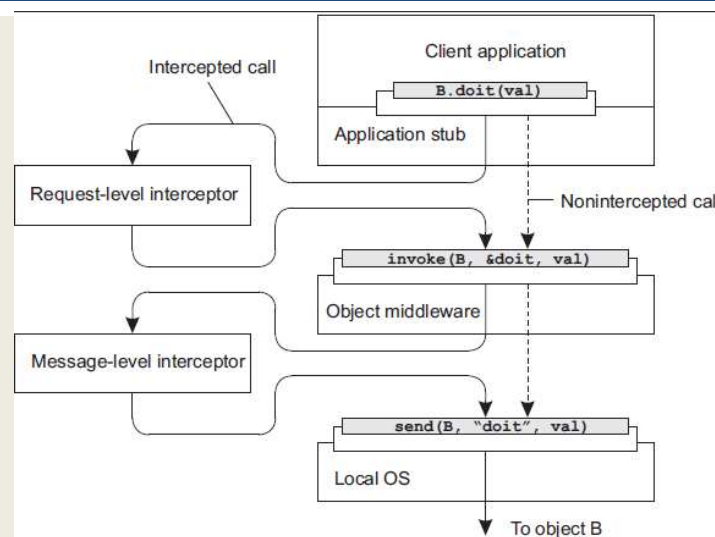 Client application
Intercepted call
B.doit(val)
Application stub
Request-level interceptor
Nonintercepted cal
invoke(B, &doit, val)
Object middleware
Message-level interceptor
send(B, "doit", val)
Local OS
To object B